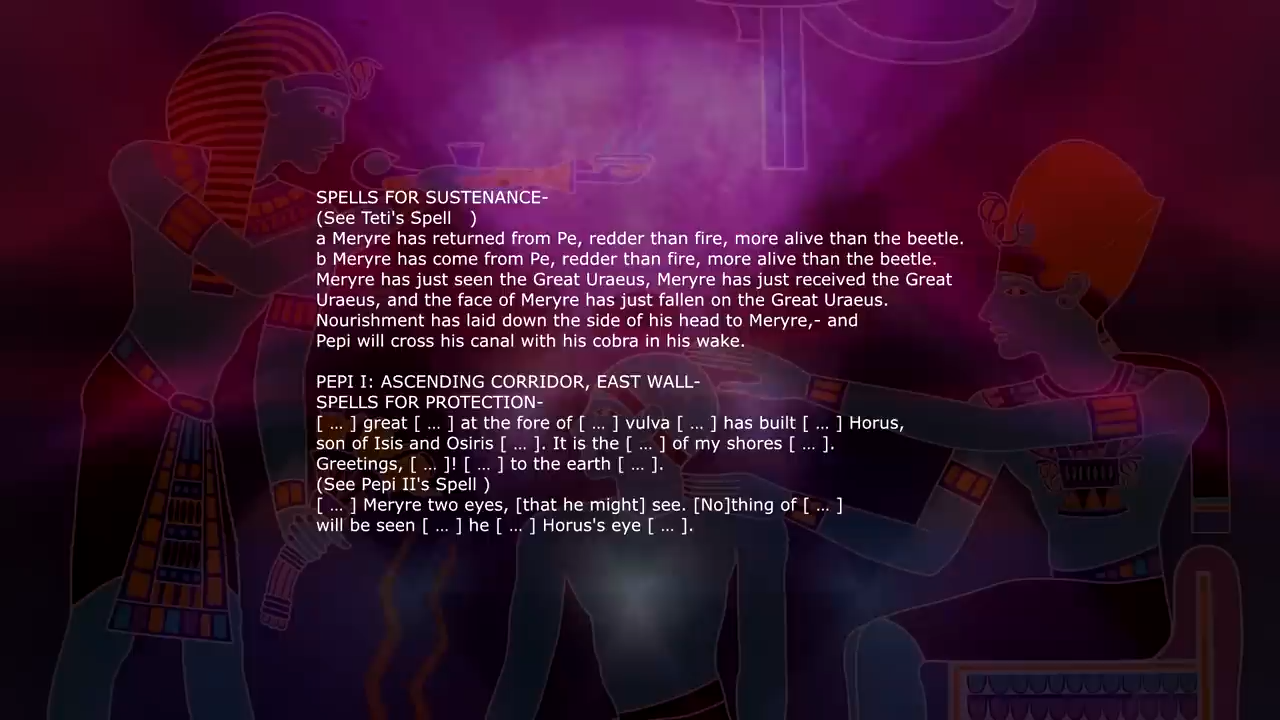 SPELLS FOR SUSTENANCE-
(See Teti's Spell   )
a Meryre has returned from Pe, redder than fire, more alive than the beetle.
b Meryre has come from Pe, redder than fire, more alive than the beetle.
Meryre has just seen the Great Uraeus, Meryre has just received the Great
Uraeus, and the face of Meryre has just fallen on the Great Uraeus.
Nourishment has laid down the side of his head to Meryre,- and
Pepi will cross his canal with his cobra in his wake.

PEPI I: ASCENDING CORRIDOR, EAST WALL-
SPELLS FOR PROTECTION-
[ ... ] great [ ... ] at the fore of [ ... ] vulva [ ... ] has built [ ... ] Horus,
son of Isis and Osiris [ ... ]. It is the [ ... ] of my shores [ ... ].
Greetings, [ ... ]! [ ... ] to the earth [ ... ].
(See Pepi II's Spell )
[ ... ] Meryre two eyes, [that he might] see. [No]thing of [ ... ]
will be seen [ ... ] he [ ... ] Horus's eye [ ... ].